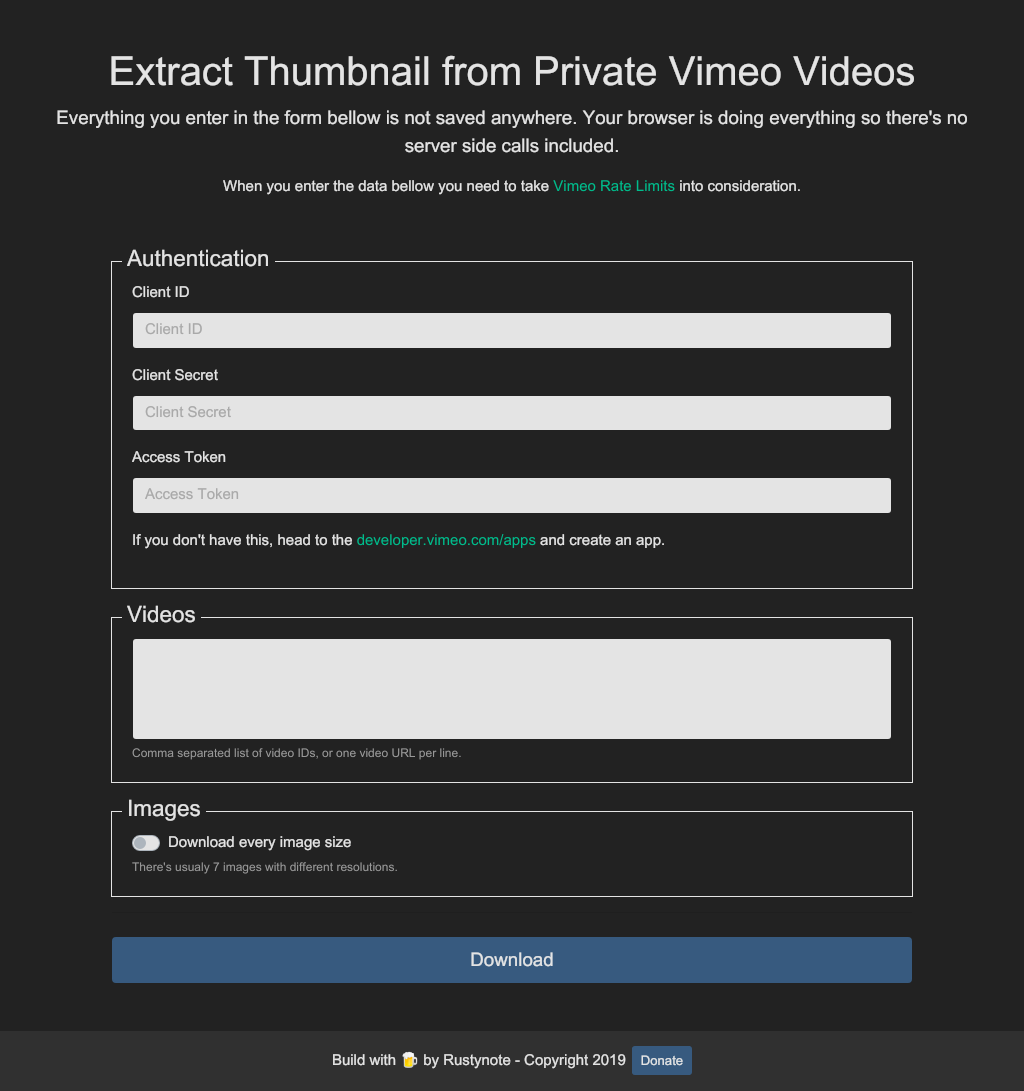 Extract Thumbnail from Private Vimeo Videos
Everything you enter in the form bellow is not saved anywhere. Your browser is doing everything so there's no
server side calls included.
When you enter the data bellow you need to take Vimeo Rate Limits into consideration.
Authentication
Client ID
Client ID
Client Secret
Client Secret
Access Token
Access Token
If you don't have this, head to the developer.vimeo.com/apps and create an app.
Videos
Comma separated list of video IDs, or one video URL per line.
Images
Download every image size
There's usualy 7 images with different resolutions.
Download
Build with 🍺 by Rustynote - Copyright 2019 Donate